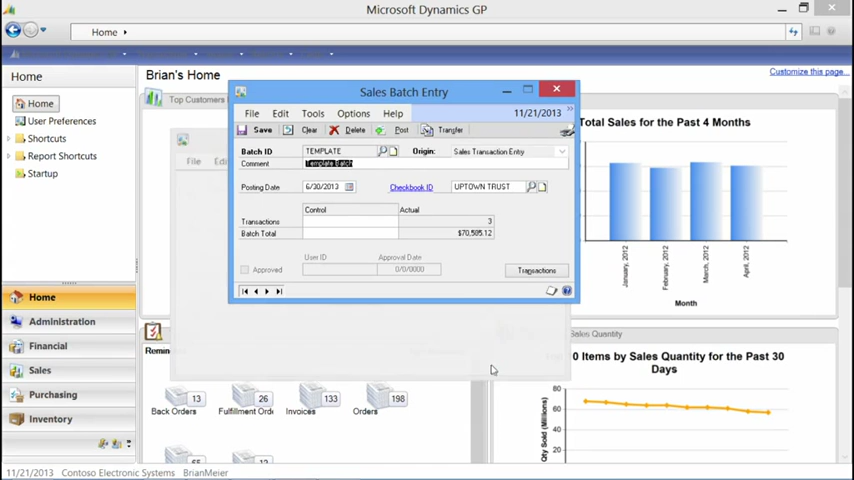 Microsoft Dynamics GP
Home
Home
Brian's Home
Customize this page...
Home
User Preferences
Shortcuts
Report Shortcuts
Startup
Top Customers
File Edi
Sales Batch Entry
File Edit Tools Options Help 11/21/2013
Save Clear Delete Post Transfer
Batch ID TEMPLATE Origin: Sales Transaction Entry
Comment Template Batch
Posting Date 6/30/2013 Checkbook ID UPTOWN TRUST
Control Actual
Transactions 3
Batch Total $70,585.12
User ID Approval Date
Approved 0/0/0000
Transactions
Total Sales for the Past 4 Months
January, 2012
February, 2012
March, 2012
April, 2012
Month
Home
Administration
Financial
Sales
Purchasing
Inventory
Remin
13
Back Orders
26
Fulfillment Orde
133
Invoices
198
Orders
Sales Quantity
0 Items by Sales Quantity for the Past 30
Days
Qty Sold (Millions)
80
60
40
20
11/21/2013 Contoso Electronic Systems BrianMeier